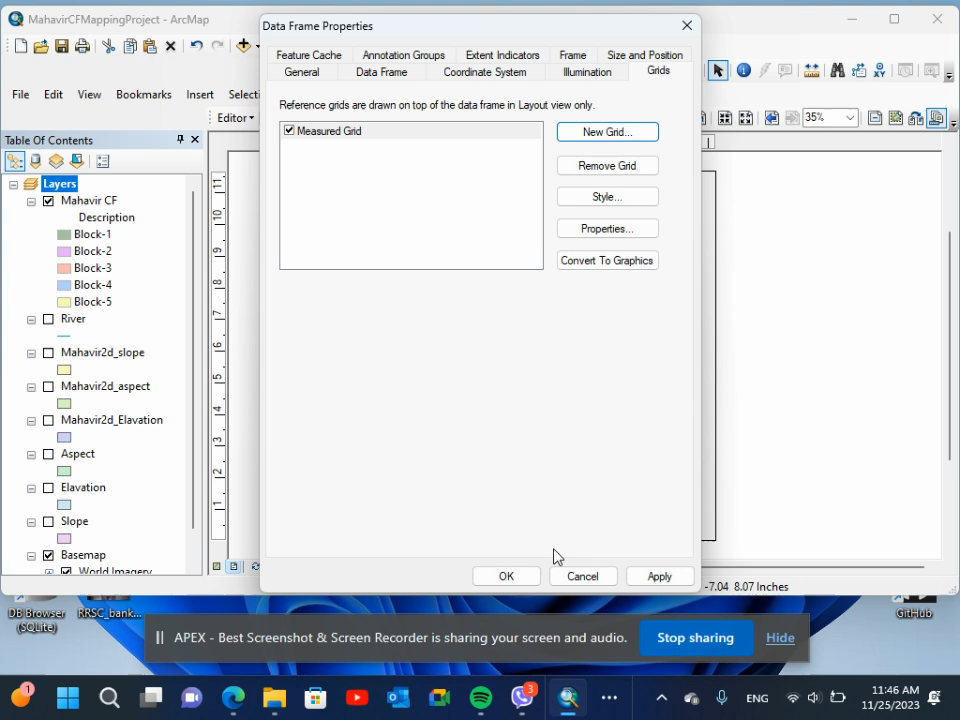 MahavirCFMappingProject - ArcMap
File Edit View Bookmarks Insert Selecti
Editor
35%
Table Of Contents
Layers
Mahavir CF
Description
Block-1
Block-2
Block-3
Block-4
Block-5
River
Mahavir2d_slope
Mahavir2d_aspect
Mahavir2d_Elavation
Aspect
Elavation
Slope
Basemap
World Imagery
Data Frame Properties
Feature Cache Annotation Groups Extent Indicators Frame Size and Position
General Data Frame Coordinate System Illumination Grids
Reference grids are drawn on top of the data frame in Layout view only.
Measured Grid
New Grid...
Remove Grid
Style...
Properties...
Convert To Graphics
OK Cancel Apply
-7.04 8.07 Inches
DB Browser
(SQLite)
RRSC_bank...
GitHub
APEX - Best Screenshot & Screen Recorder is sharing your screen and audio.
Stop sharing Hide
1
3
ENG
11:46 AM
11/25/2023